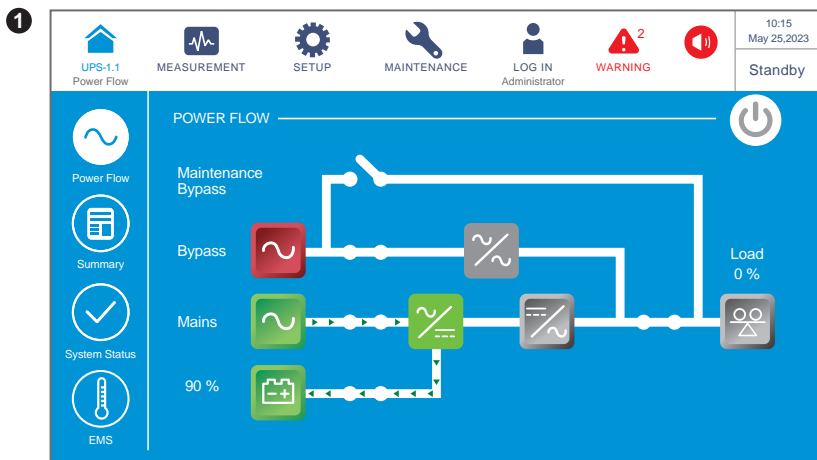 1
10:15
May 25,2023
Standby
UPS-1.1
Power Flow
MEASUREMENT
SETUP
MAINTENANCE
LOG IN
Administrator
2
WARNING
POWER FLOW
Power Flow
Summary
System Status
EMS
Maintenance
Bypass
Bypass
Mains
90 %
Load
0 %